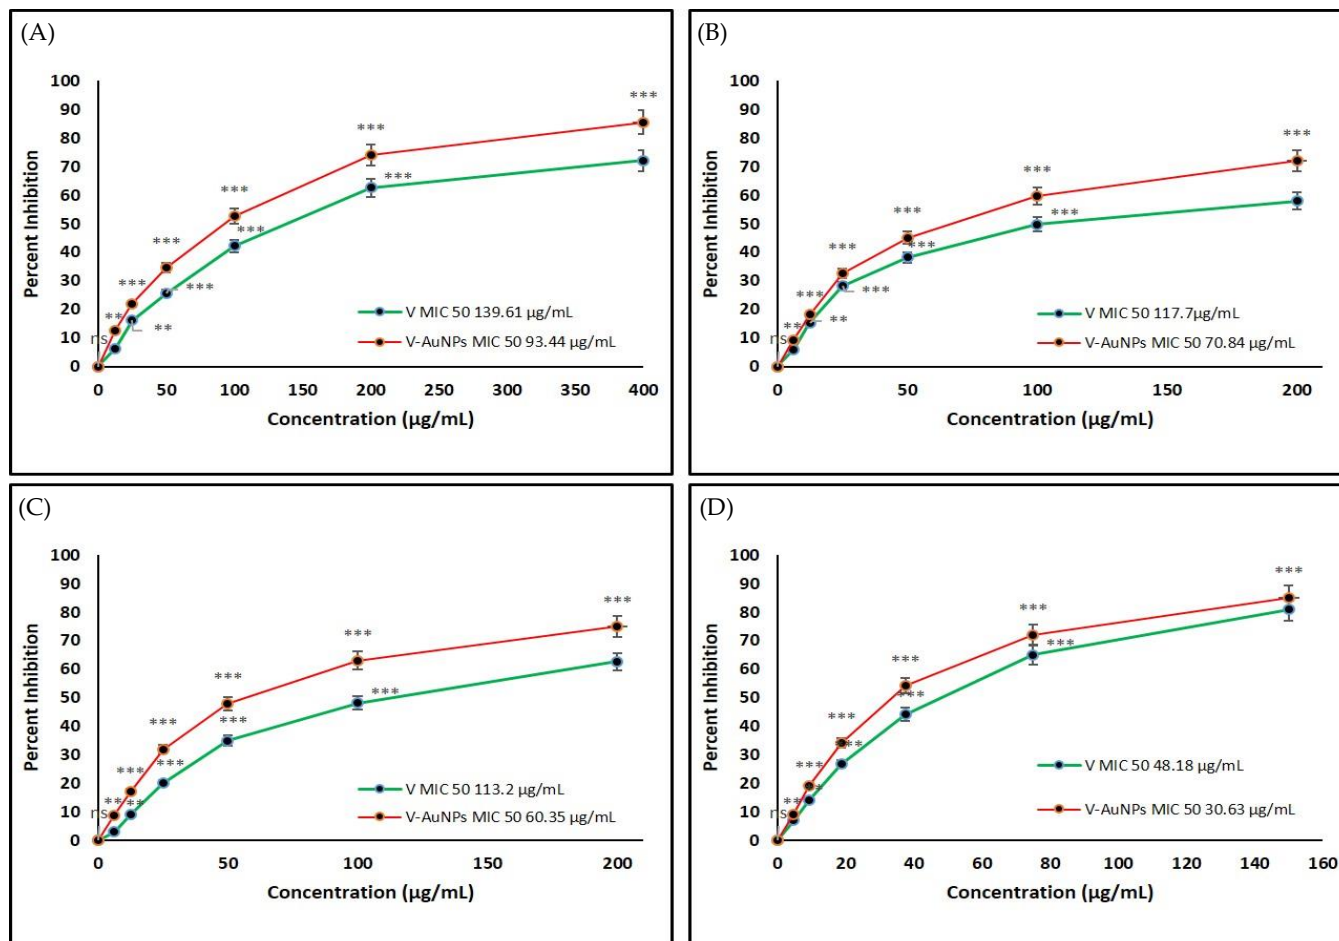 (A)
100
90
80
70
60
50
40
30
20
10
0
Percent Inhibition
ns
**
***
***
***
***
***
**
***
***
***
V MIC 50 139.61 µg/mL
V-AuNPs MIC 50 93.44 µg/mL
0 50 100 150 200 250 300 350 400
Concentration (µg/mL)
(B)
100
90
80
70
60
50
40
30
20
10
0
Percent Inhibition
ns
**
***
***
***
***
***
**
***
***
***
V MIC 50 117.7µg/mL
V-AuNPs MIC 50 70.84 µg/mL
0 50 100 150 200
Concentration (µg/mL)
(C)
100
90
80
70
60
50
40
30
20
10
0
Percent Inhibition
ns
**
***
***
***
***
***
**
***
***
***
V MIC 50 113.2 µg/mL
V-AuNPs MIC 50 60.35 µg/mL
0 50 100 150 200
Concentration (µg/mL)
(D)
100
90
80
70
60
50
40
30
20
10
0
Percent Inhibition
ns
**
***
***
***
***
***
***
***
***
V MIC 50 48.18 µg/mL
V-AuNPs MIC 50 30.63 µg/mL
0 20 40 60 80 100 120 140 160
Concentration (µg/mL)